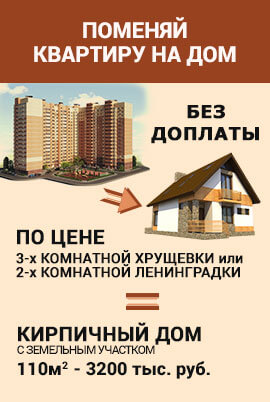 ПОМЕНЯЙ
КВАРТИРУ НА ДОМ
БЕЗ
ДОПЛАТЫ
ПО ЦЕНЕ
3-х КОМНАТНОЙ ХРУЩЕВКИ или
2-х КОМНАТНОЙ ЛЕНИНГРАДКИ
=
КИРПИЧНЫЙ ДОМ
С ЗЕМЕЛЬНЫМ УЧАСТКОМ
110м² - 3200 тыс. руб.